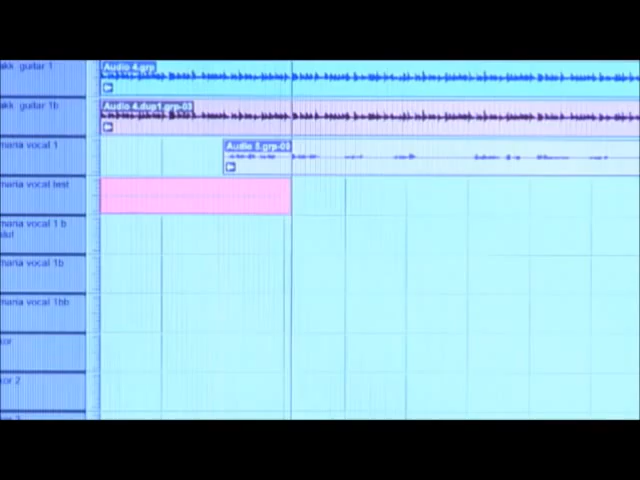 akk guitar 1
Audio 4.grp
akk guitar 1b
Audio 4.dup1.grp-03
maria vocal 1
Audio 5.grp-09
maria vocal test
maria vocal 1 b
maria vocal 1b
maria vocal 1bb
kor
kor 2